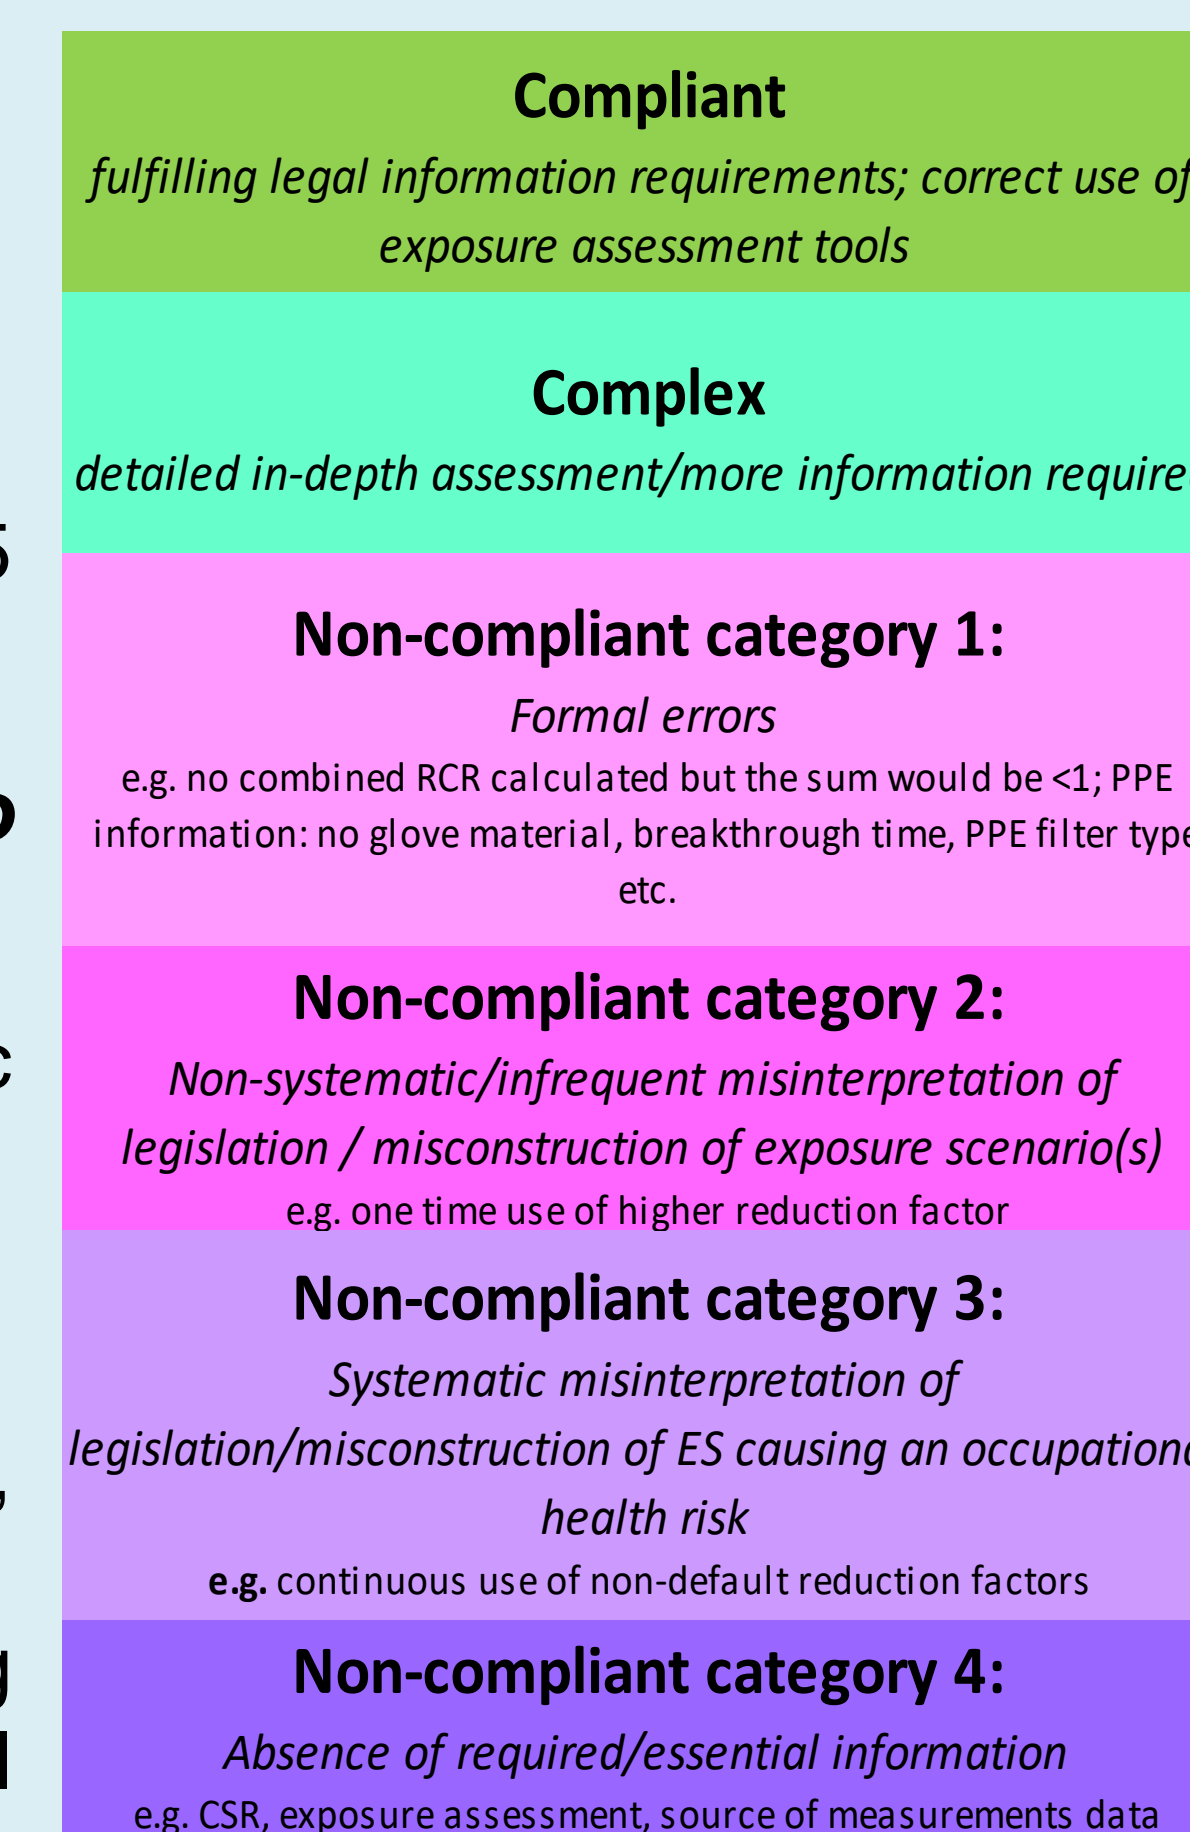 Compliant
fulfilling legal information requirements; correct use of
exposure assessment tools
Complex
detailed in-depth assessment/more information require
Non-compliant category 1:
Formal errors
e.g. no combined RCR calculated but the sum would be <1; PPE
information: no glove material, breakthrough time, PPE filter type
etc.
Non-compliant category 2:
Non-systematic/infrequent misinterpretation of
legislation / misconstruction of exposure scenario(s)
e.g. one time use of higher reduction factor
Non-compliant category 3:
Systematic misinterpretation of
legislation/misconstruction of ES causing an occupationa
health risk
e.g. continuous use of non-default reduction factors
Non-compliant category 4:
Absence of required/essential information
e.g. CSR, exposure assessment, source of measurements data